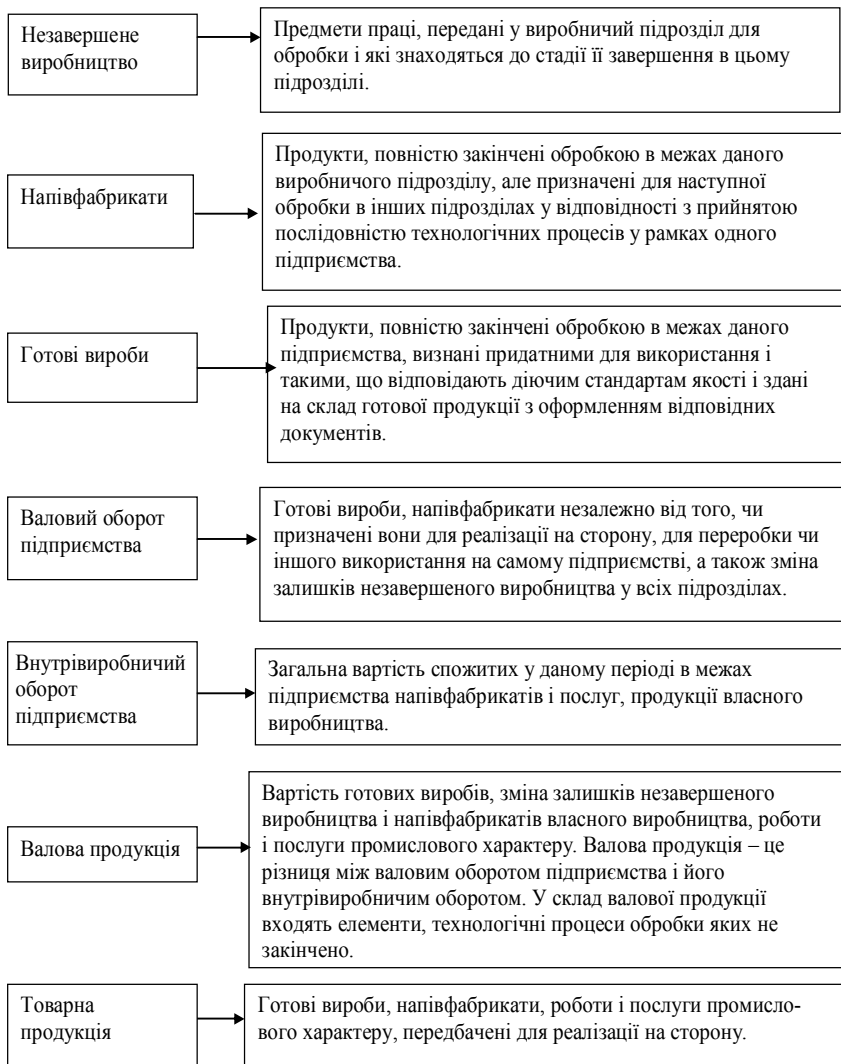 Незавершене
виробництво
Предмети праці, передані у виробничий підрозділ для
обробки і які знаходяться до стадії її завершення в цьому
підрозділі.
Напівфабрикати
Продукти, повністю закінчені обробкою в межах даного
виробничого підрозділу, але призначені для наступної
обробки в інших підрозділах у відповідності з прийнятою
послідовністю технологічних процесів у рамках одного
підприємства.
Готові вироби
Продукти, повністю закінчені обробкою в межах даного
підприємства, визнані придатними для використання і
такими, що відповідають діючим стандартам якості і здані
на склад готової продукції з оформленням відповідних
документів.
Валовий оборот
підприємства
Готові вироби, напівфабрикати незалежно від того, чи
призначені вони для реалізації на сторону, для переробки чи
іншого використання на самому підприємстві, а також зміна
залишків незавершеного виробництва у всіх підрозділах.
Внутрівиробничий
оборот
підприємства
Загальна вартість спожитих у даному періоді в межах
підприємства напівфабрикатів і послуг, продукції власного
виробництва.
Валова продукція
Вартість готових виробів, зміна залишків незавершеного
виробництва і напівфабрикатів власного виробництва, роботи
і послуги промислового характеру. Валова продукція – це
різниця між валовим оборотом підприємства і його
внутрівиробничим оборотом. У склад валової продукції
входять елементи, технологічні процеси обробки яких не
закінчено.
Товарна
продукція
Готові вироби, напівфабрикати, роботи і послуги промисло-
вого характеру, передбачені для реалізації на сторону.